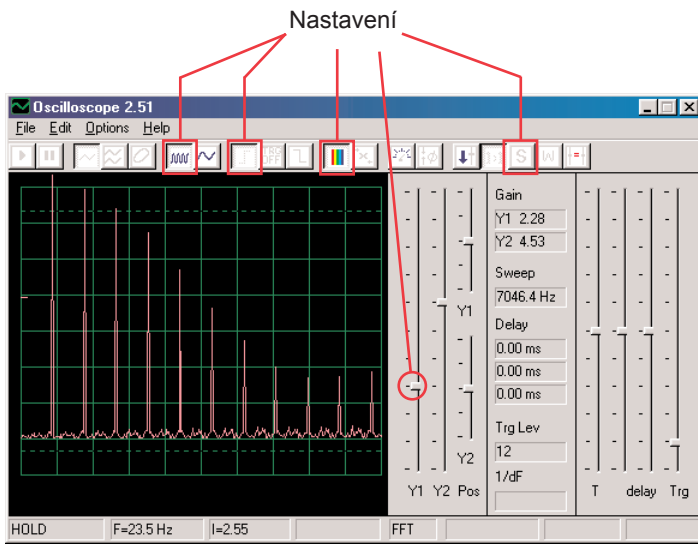 Nastavení
Oscilloscope 2.51
File Edit Options Help
TRG OFF
S W
Gain
Y1 2.28
Y2 4.53
Sweep
7046.4 Hz
Delay
0.00 ms
0.00 ms
0.00 ms
Trg Lev
12
1/dF
Y1
Y2
Y1 Y2 Pos
T delay Trg
HOLD F=23.5 Hz I=2.55 FFT